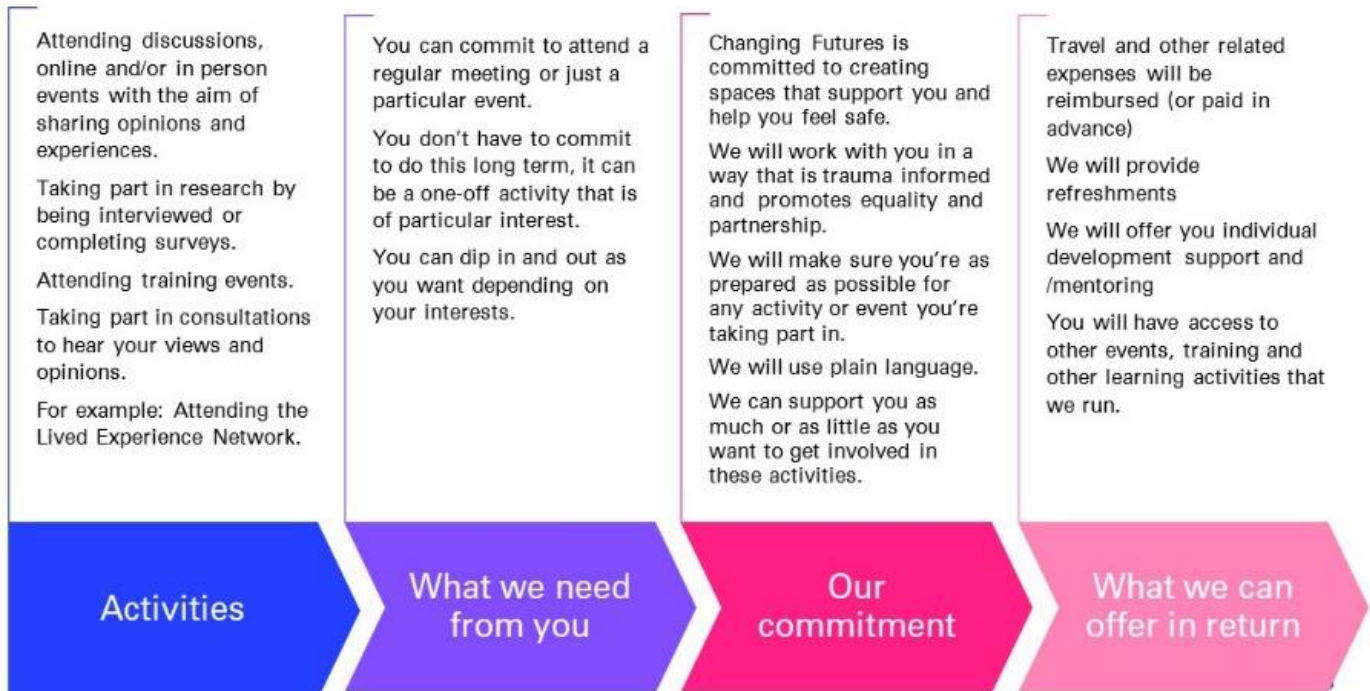 Attending discussions,
online and/or in person
events with the aim of
sharing opinions and
experiences.
Taking part in research by
being interviewed or
completing surveys.
Attending training events.
Taking part in consultations
to hear your views and
opinions.
For example: Attending the
Lived Experience Network.
Activities
You can commit to attend a
regular meeting or just a
particular event.
You don't have to commit
to do this long term, it can
be a one-off activity that is
of particular interest.
You can dip in and out as
you want depending on
your interests.
What we need
from you
Changing Futures is
committed to creating
spaces that support you and
help you feel safe.
We will work with you in a
way that is trauma informed
and promotes equality and
partnership.
We will make sure you're as
prepared as possible for
any activity or event you're
taking part in.
We will use plain language.
We can support you as
much or as little as you
want to get involved in
these activities.
Our
commitment
Travel and other related
expenses will be
reimbursed (or paid in
advance)
We will provide
refreshments
We will offer you individual
development support and
/mentoring
You will have access to
other events, training and
other learning activities that
we run.
What we can
offer in return